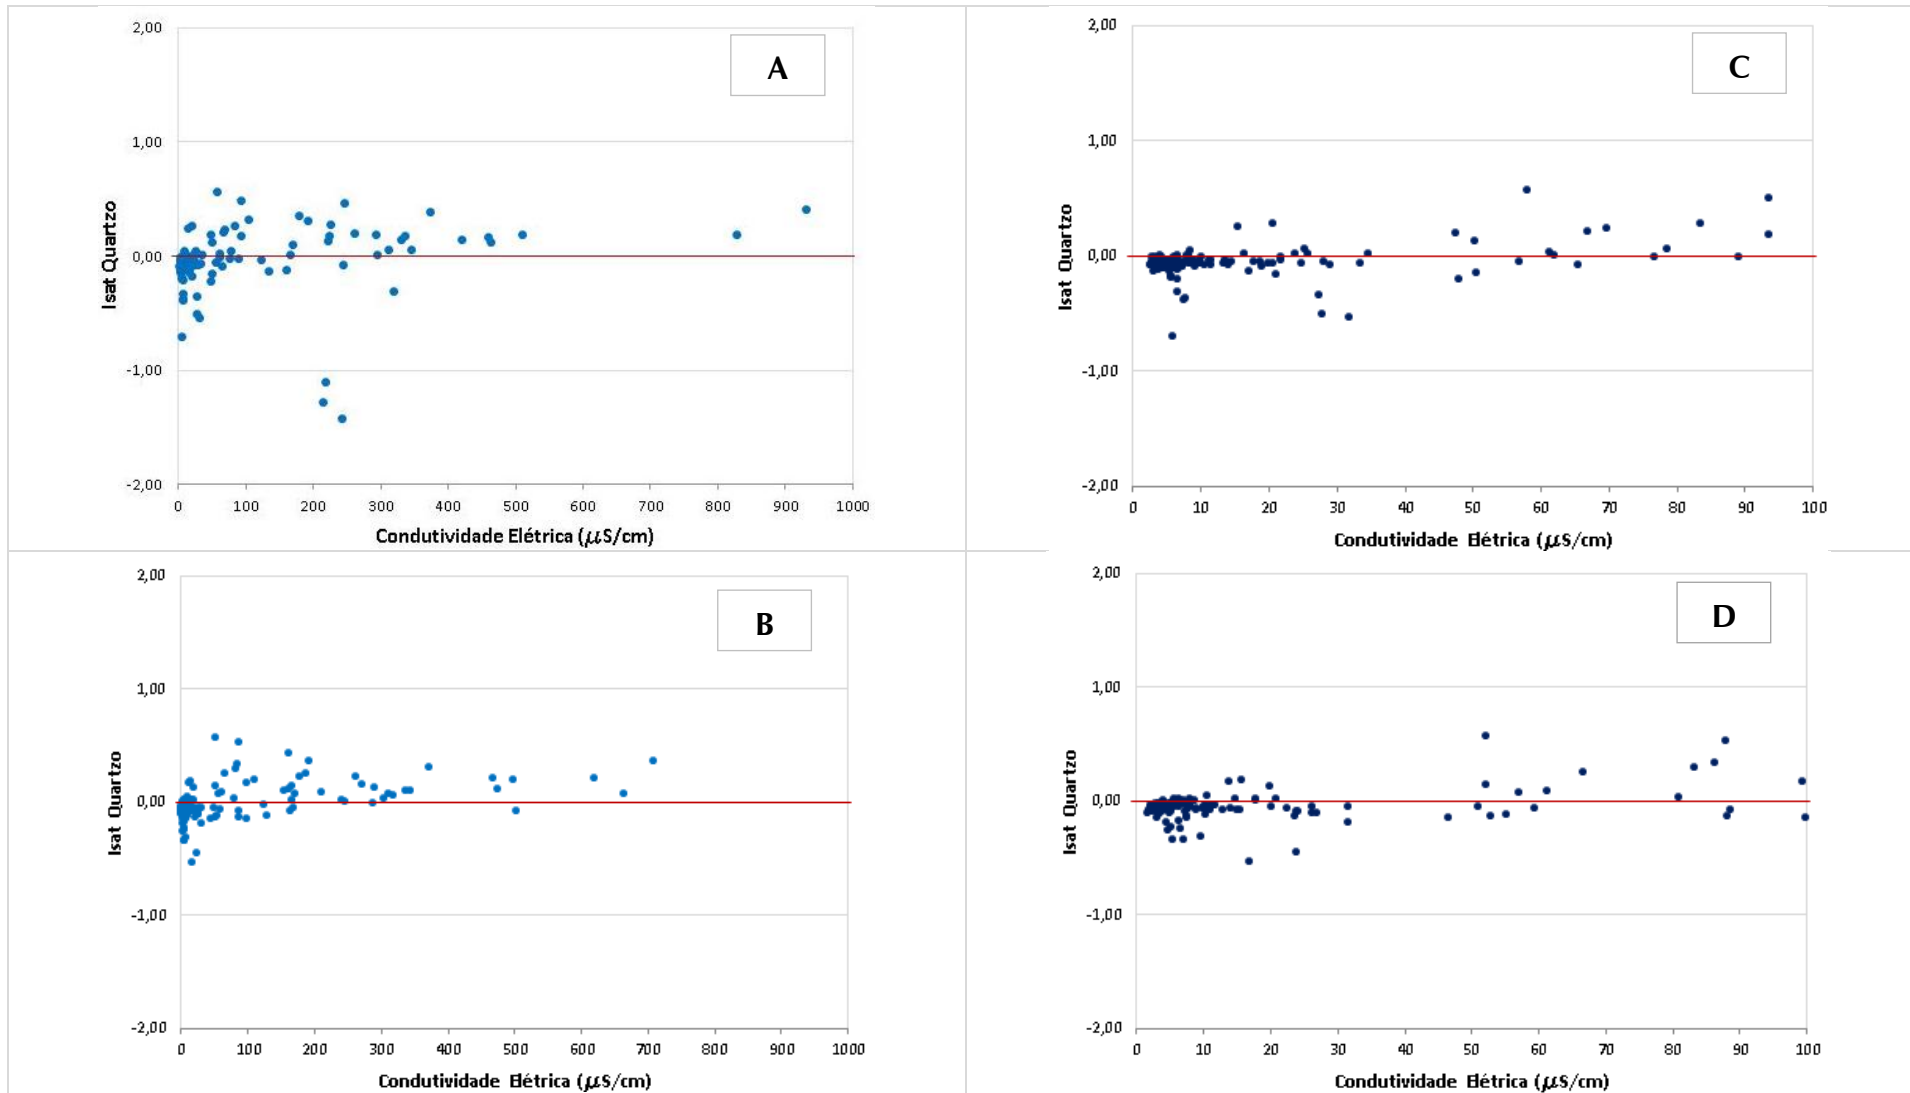 A
2,00
1,00
0,00
-1,00
-2,00
Isat Quartzo
0 100 200 300 400 500 600 700 800 900 1000
Condutividade Elétrica (μS/cm)
C
2,00
1,00
0,00
-1,00
-2,00
Isat Quartzo
0 10 20 30 40 50 60 70 80 90 100
Condutividade Elétrica (μS/cm)
B
2,00
1,00
0,00
-1,00
-2,00
Isat Quartzo
0 100 200 300 400 500 600 700 800 900 1000
Condutividade Elétrica (μS/cm)
D
2,00
1,00
0,00
-1,00
-2,00
Isat Quartzo
0 10 20 30 40 50 60 70 80 90 100
Condutividade Elétrica (μS/cm)